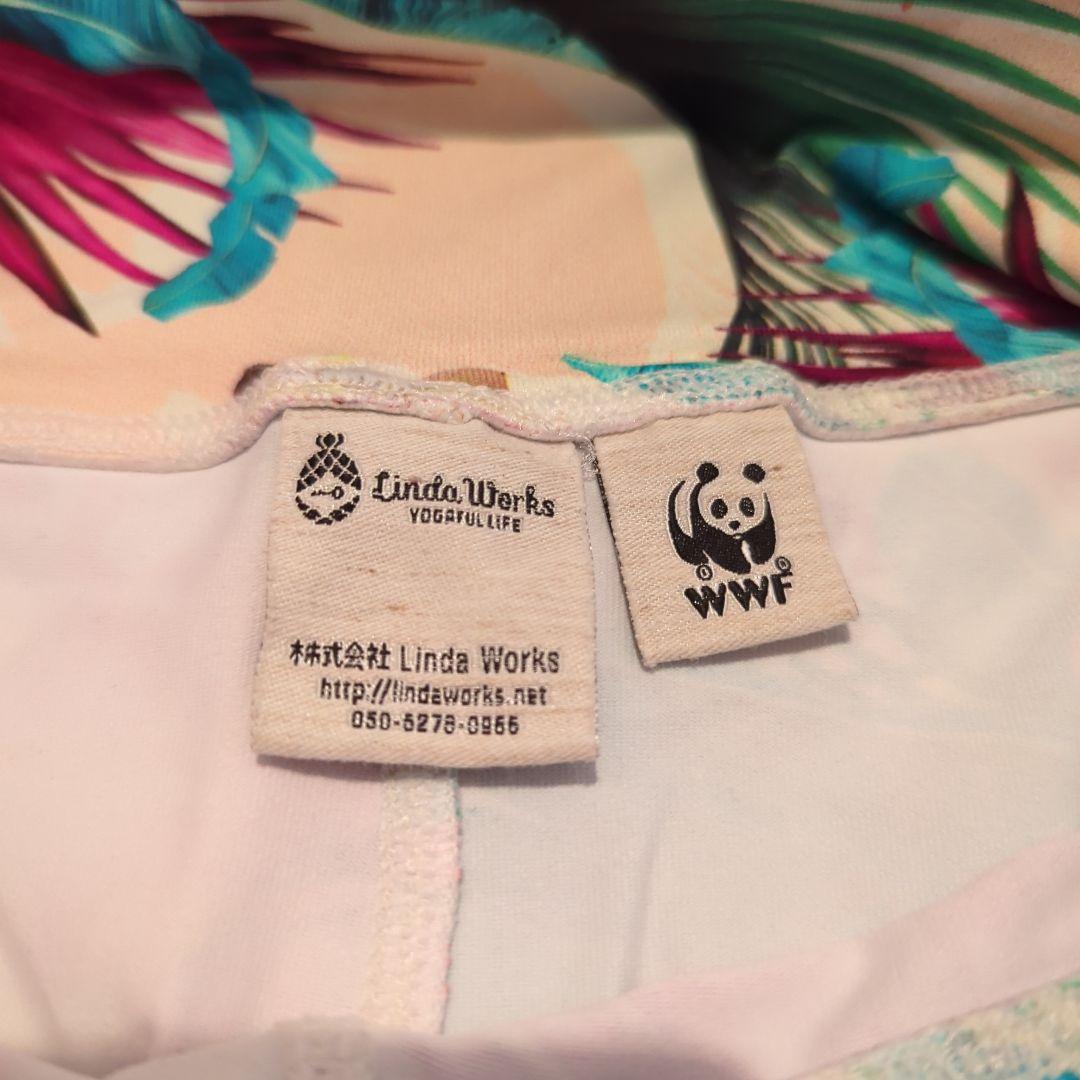 Linda Works
YOGAFUL LIFE
株式会社 Linda Works
http://lindaworks.net
050-5278-0966
WWF